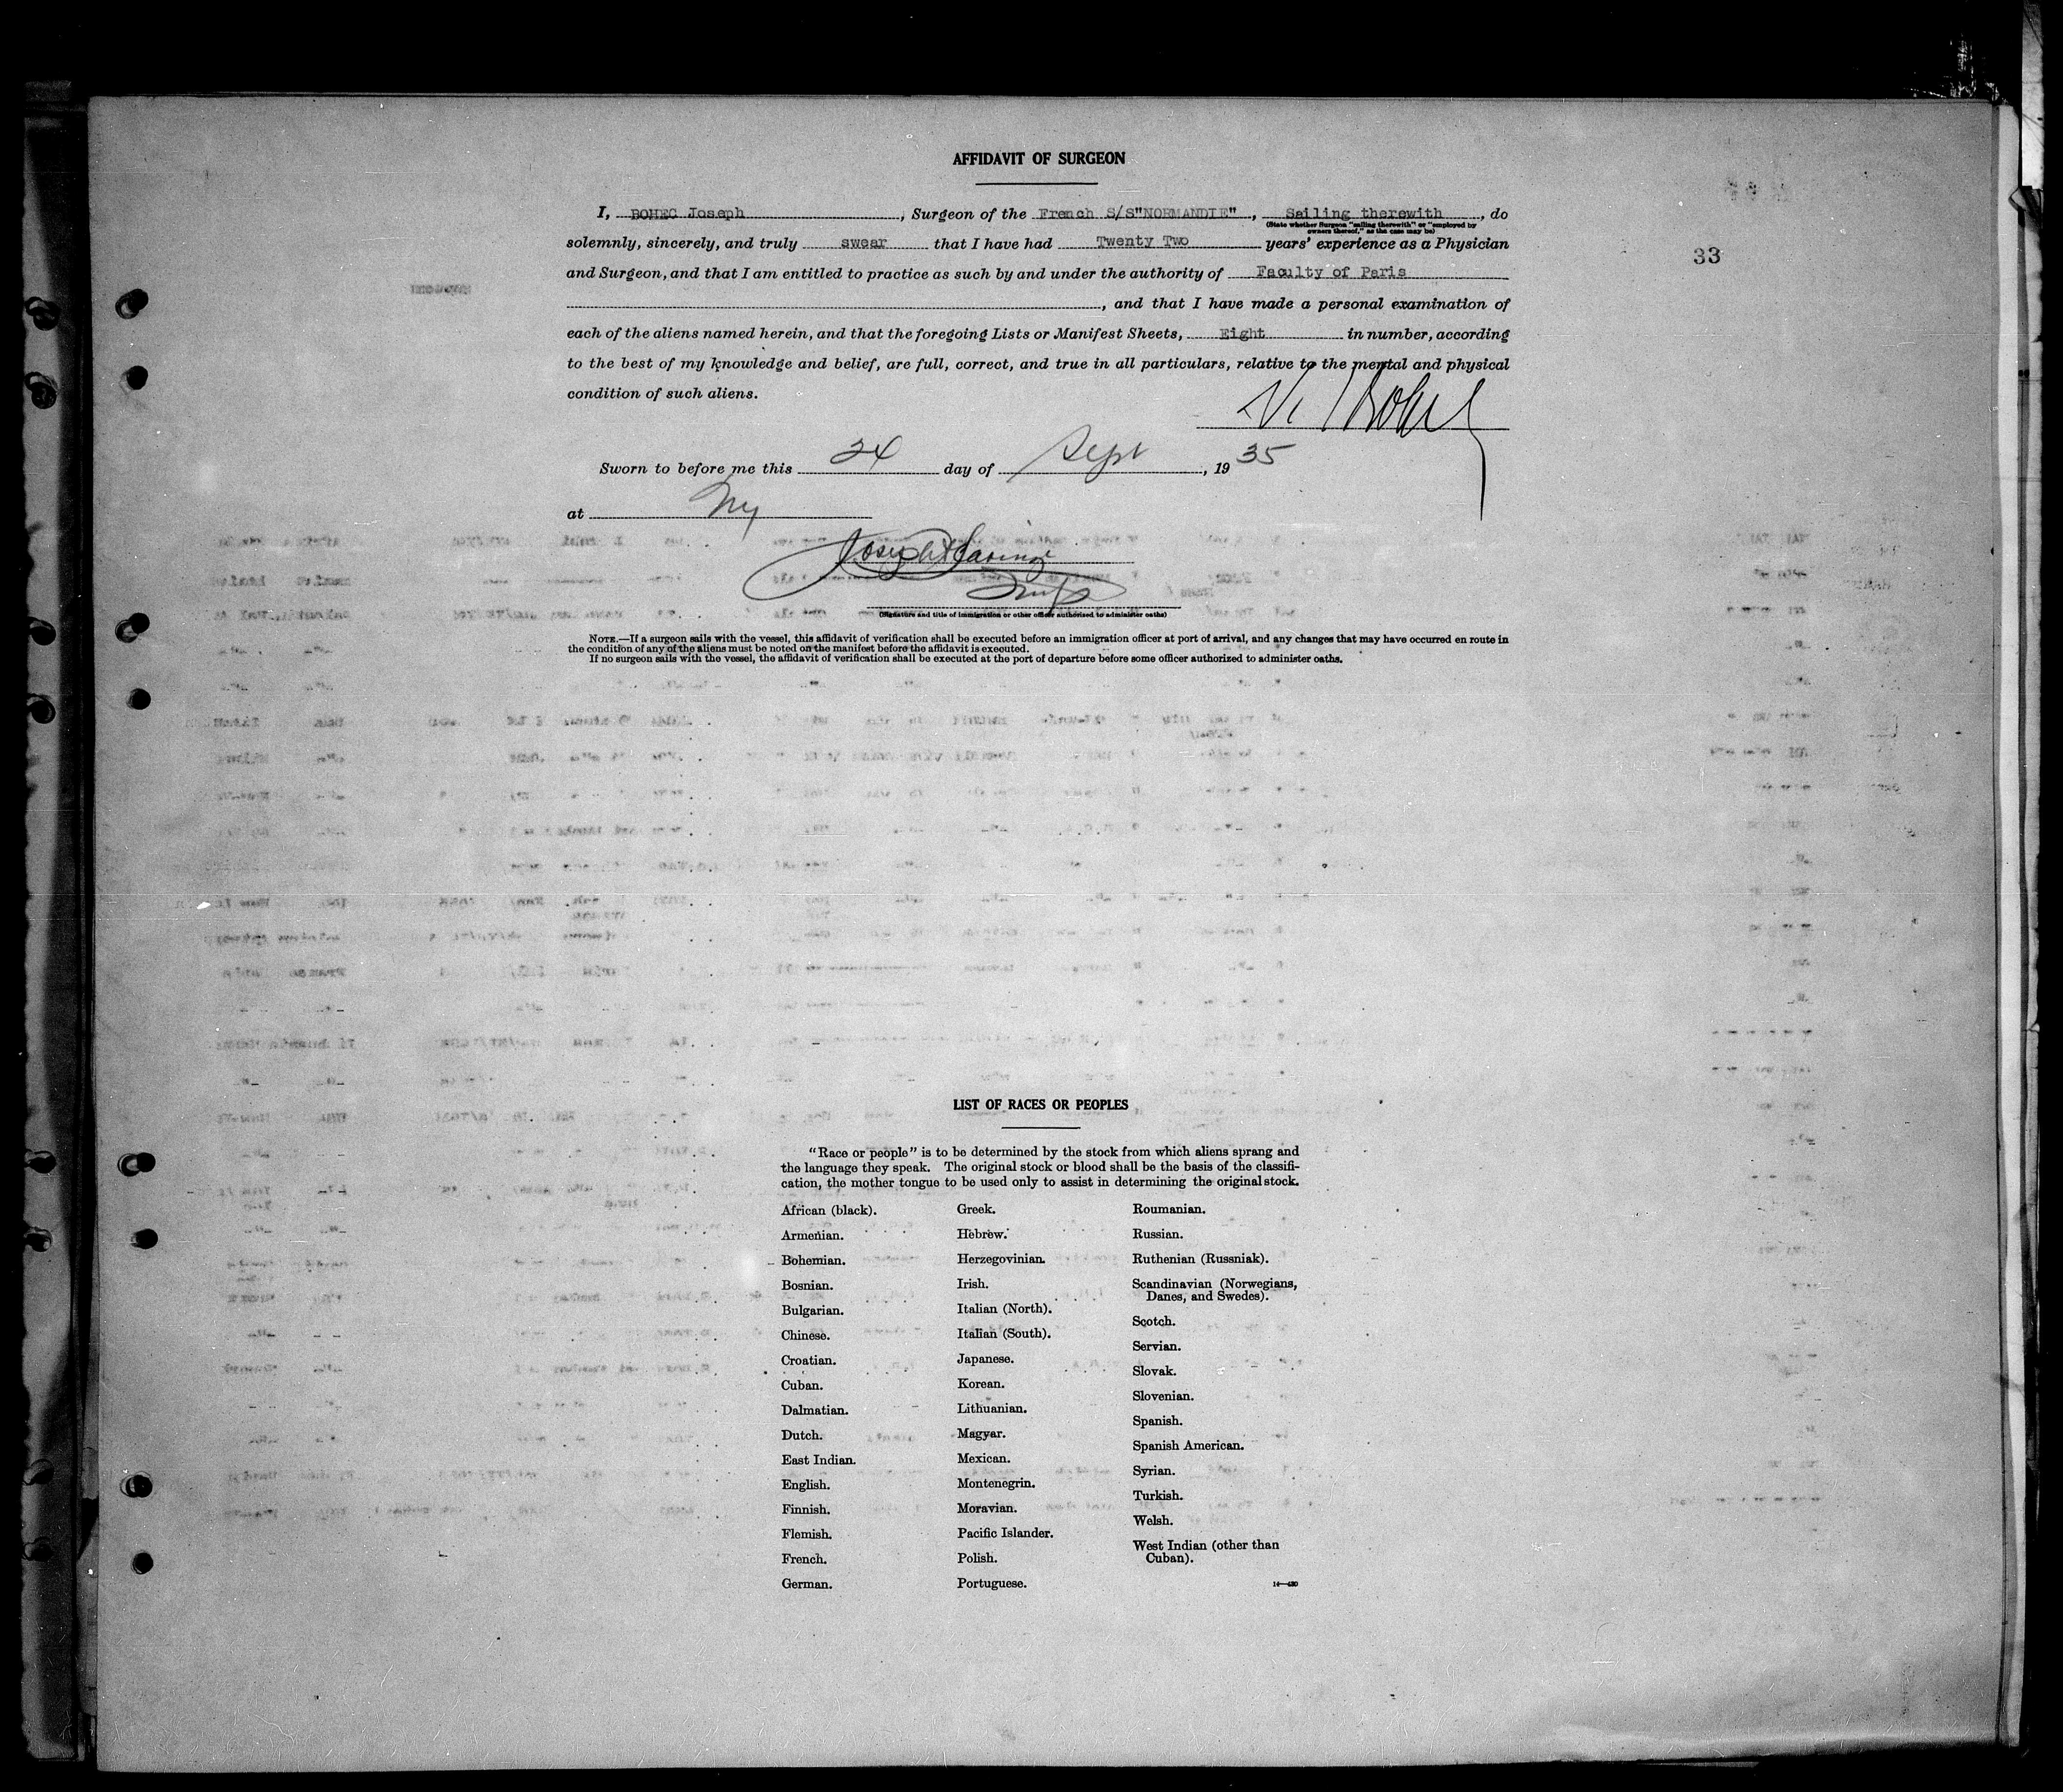 AFFIDAVIT OF SURGEON
I, BOHEC Joseph, Surgeon of the French S/S"NORMANDIE", Sailing therewith, do
(State whether Surgeon "sailing therewith" or "employed by
owners thereof," as the case may be)
solemnly, sincerely, and truly swear that I have had Twenty Two years' experience as a Physician
33
and Surgeon, and that I am entitled to practice as such by and under the authority of Faculty of Paris
, and that I have made a personal examination of
each of the aliens named herein, and that the foregoing Lists or Manifest Sheets, Eight in number, according
to the best of my knowledge and belief, are full, correct, and true in all particulars, relative to the mental and physical
condition of such aliens.
Sworn to before me this 24 day of Sept, 19 35
at Ny
Joseph
(Signature and title of immigration or other officer authorized to administer oaths)
NOTE.—If a surgeon sails with the vessel, this affidavit of verification shall be executed before an immigration officer at port of arrival, and any changes that may have occurred en route in
the condition of any of the aliens must be noted on the manifest before the affidavit is executed.
If no surgeon sails with the vessel, the affidavit of verification shall be executed at the port of departure before some officer authorized to administer oaths.
LIST OF RACES OR PEOPLES
"Race or people" is to be determined by the stock from which aliens sprang and
the language they speak. The original stock or blood shall be the basis of the classifi-
cation, the mother tongue to be used only to assist in determining the original stock.
African (black).
Armenian.
Bohemian.
Bosnian.
Bulgarian.
Chinese.
Croatian.
Cuban.
Dalmatian.
Dutch.
East Indian.
English.
Finnish.
Flemish.
French.
German.
Greek.
Hebrew.
Herzegovinian.
Irish.
Italian (North).
Italian (South).
Japanese.
Korean.
Lithuanian.
Magyar.
Mexican.
Montenegrin.
Moravian.
Pacific Islander.
Polish.
Portuguese.
Roumanian.
Russian.
Ruthenian (Russniak).
Scandinavian (Norwegians,
Danes, and Swedes).
Scotch.
Servian.
Slovak.
Slovenian.
Spanish.
Spanish American.
Syrian.
Turkish.
Welsh.
West Indian (other than
Cuban).